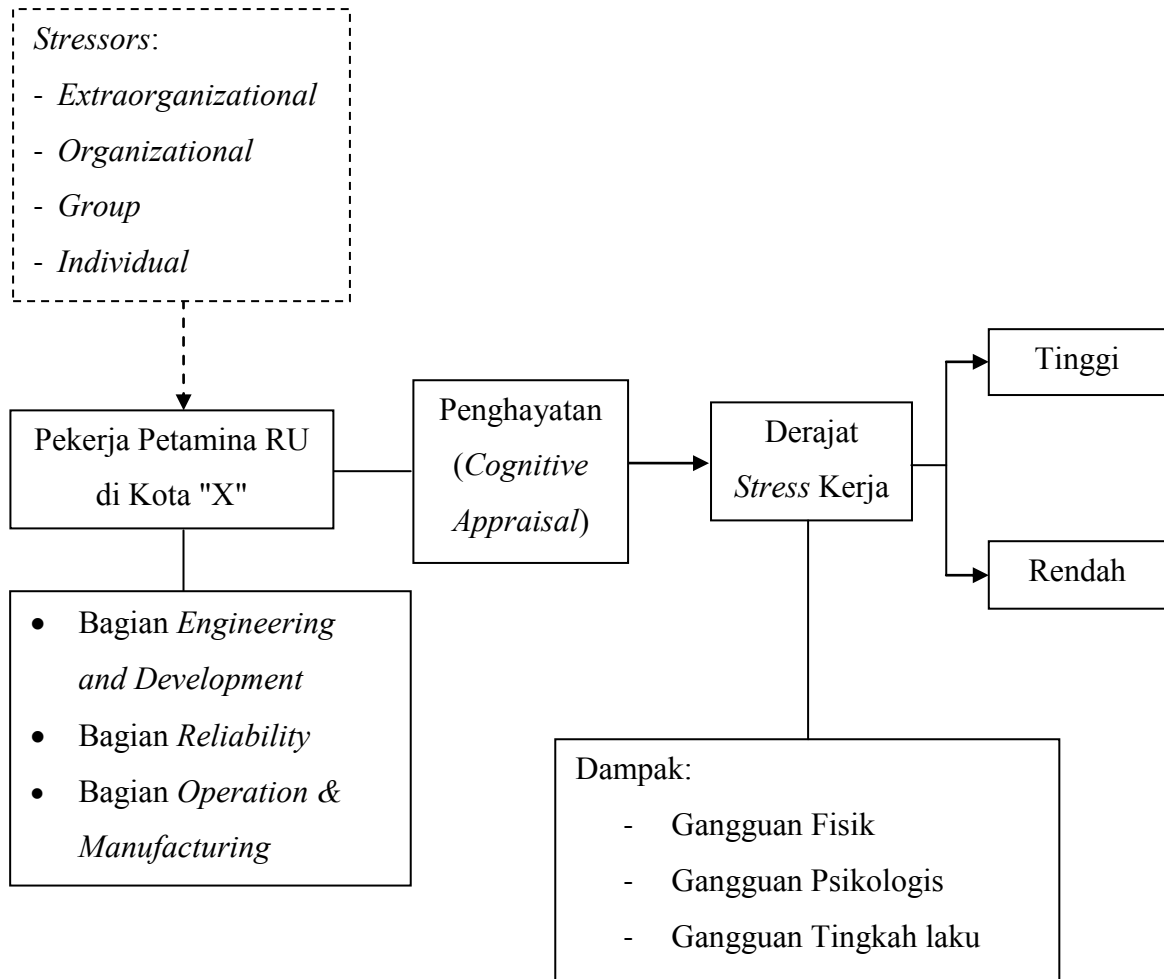 Stressors:
- Extraorganizational
- Organizational
- Group
- Individual
Pekerja Petamina RU
di Kota "X"
Penghayatan
(Cognitive
Appraisal)
Derajat
Stress Kerja
Tinggi
Rendah
• Bagian Engineering
and Development
• Bagian Reliability
• Bagian Operation &
Manufacturing
Dampak:
- Gangguan Fisik
- Gangguan Psikologis
- Gangguan Tingkah laku